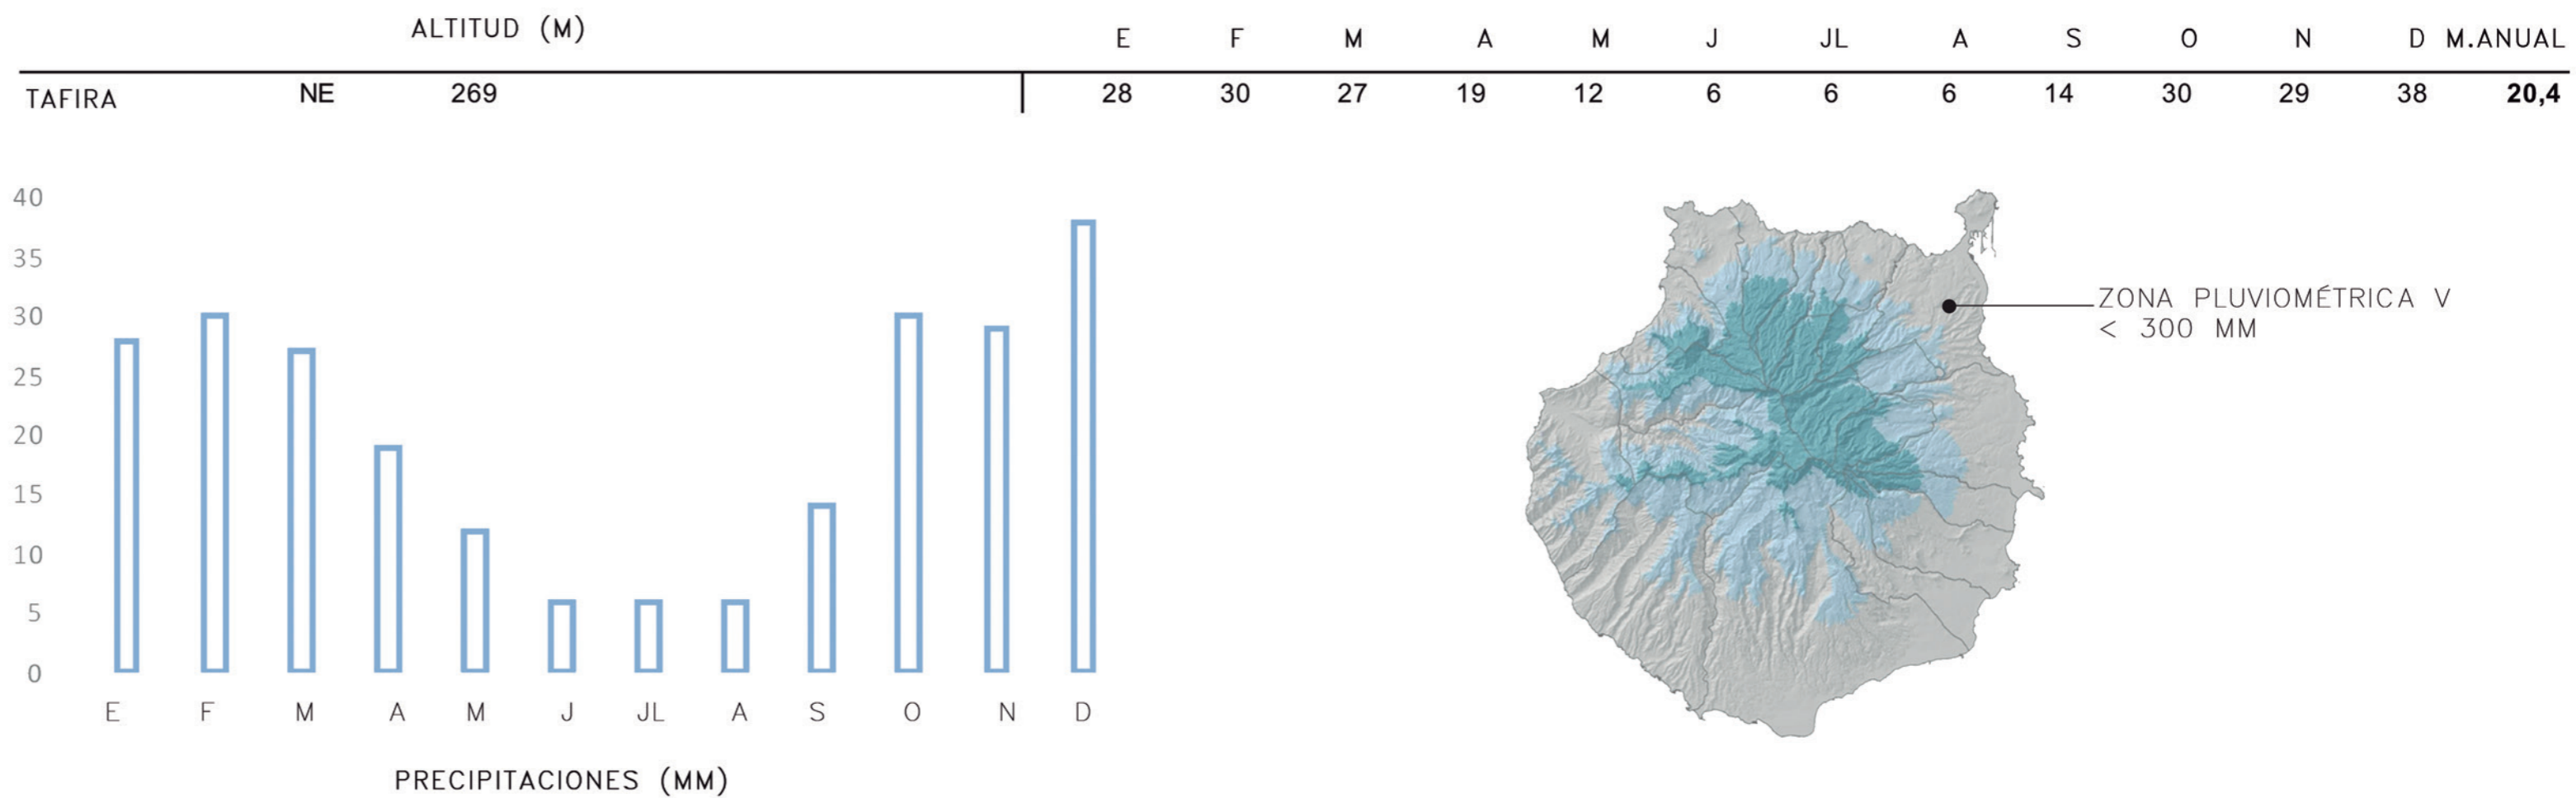 ALTITUD (M) E F M A M J JL A S O N D M.ANUAL
TAFIRA NE 269 28 30 27 19 12 6 6 6 14 30 29 38 20,4
40
35
30
25
20
15
10
5
0
E F M A M J JL A S O N D
PRECIPITACIONES (MM)
ZONA PLUVIOMÉTRICA V
< 300 MM